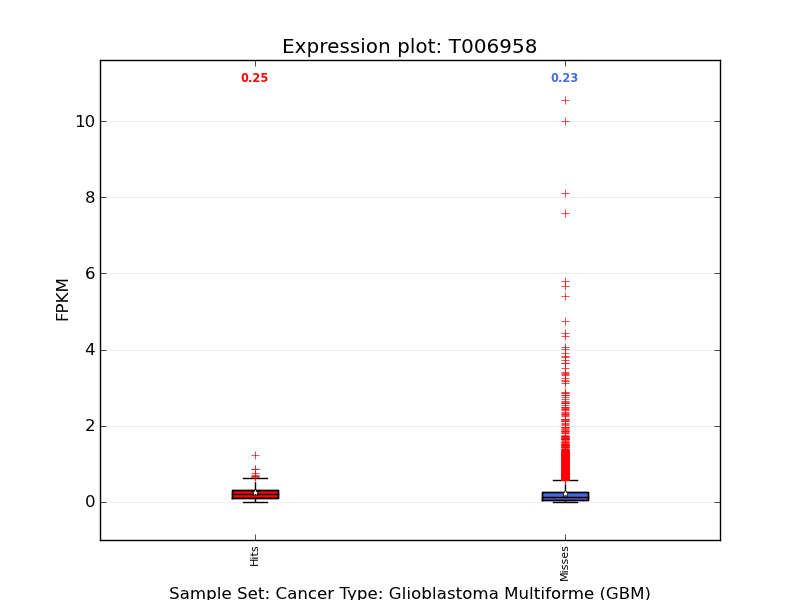 Expression plot: T006958
0.25
0.23
10
8
6
4
2
0
FPKM
Hits
Misses
Sample Set: Cancer Type: Glioblastoma Multiforme (GBM)